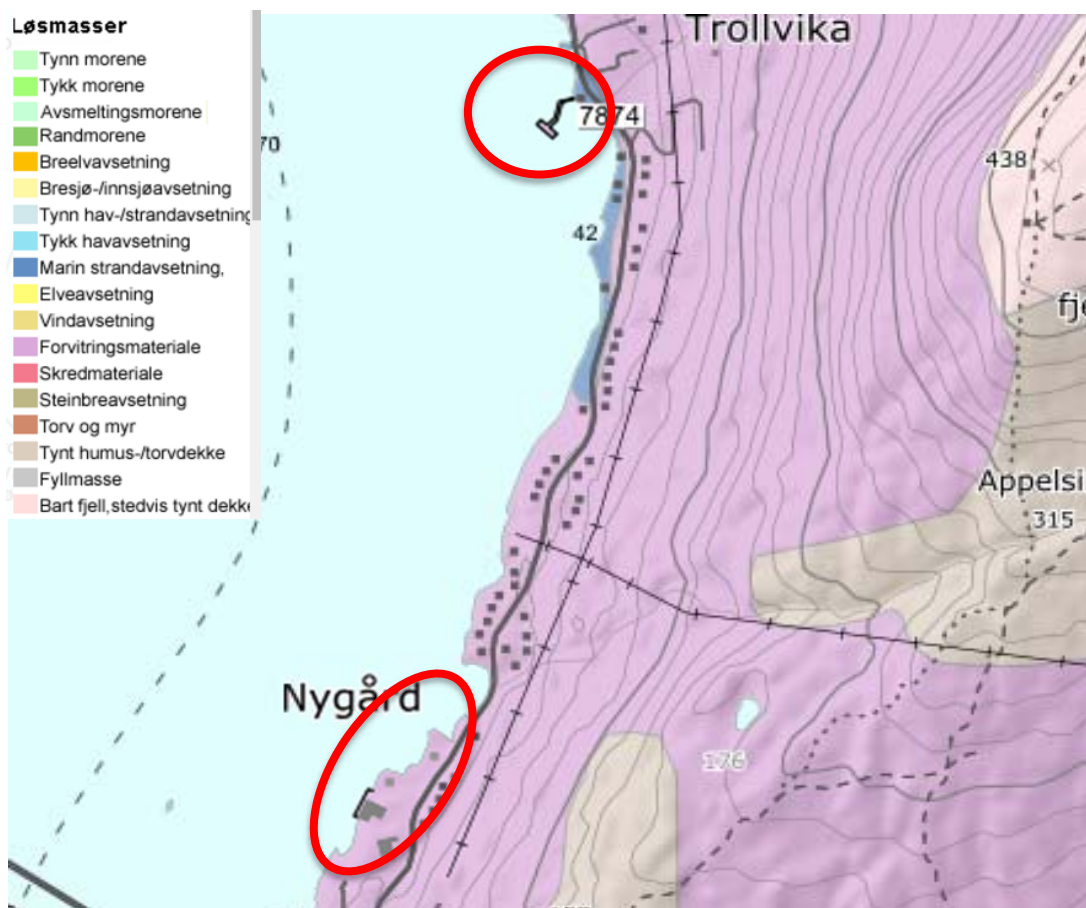 Løsmasser
Tynn morene
Tykk morene
Avsmeltingsmorene
Randmorene
Breelvavsetning
Bresjø-/innsjøavsetning
Tynn hav-/strandavsetning
Tykk havavsetning
Marin strandavsetning,
Elveavsetning
Vindavsetning
Forvitringsmateriale
Skredmateriale
Steinbreavsetning
Torv og myr
Tynt humus-/torvdekke
Fyllmasse
Bart fjell,stedvis tynt dekke
Trollvika
7874
70
438
42
fje
Appelsi
315
Nygård
176